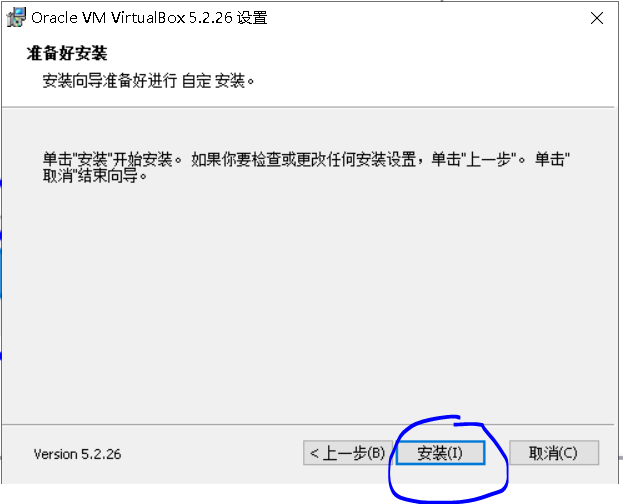 Oracle VM VirtualBox 5.2.26 设置
准备好安装
安装向导准备好进行 自定 安装。
单击"安装"开始安装。 如果你要检查或更改任何安装设置，单击"上一步"。 单击"
取消"结束向导。
Version 5.2.26
< 上一步(B)
安装(I)
取消(C)